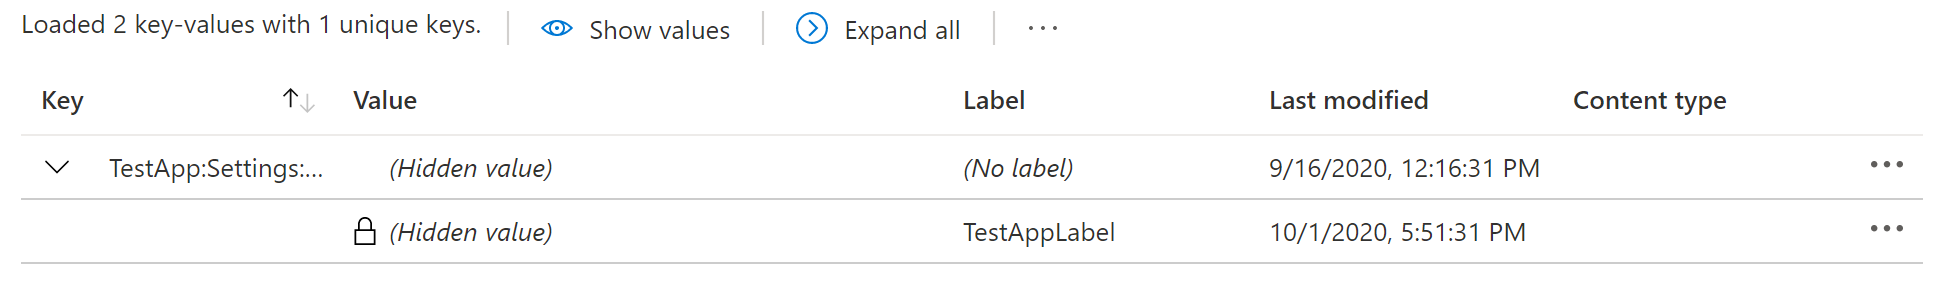 Loaded 2 key-values with 1 unique keys. Show values Expand all ...
Key Value Label Last modified Content type
TestApp:Settings:... (Hidden value) (No label) 9/16/2020, 12:16:31 PM
(Hidden value) TestAppLabel 10/1/2020, 5:51:31 PM